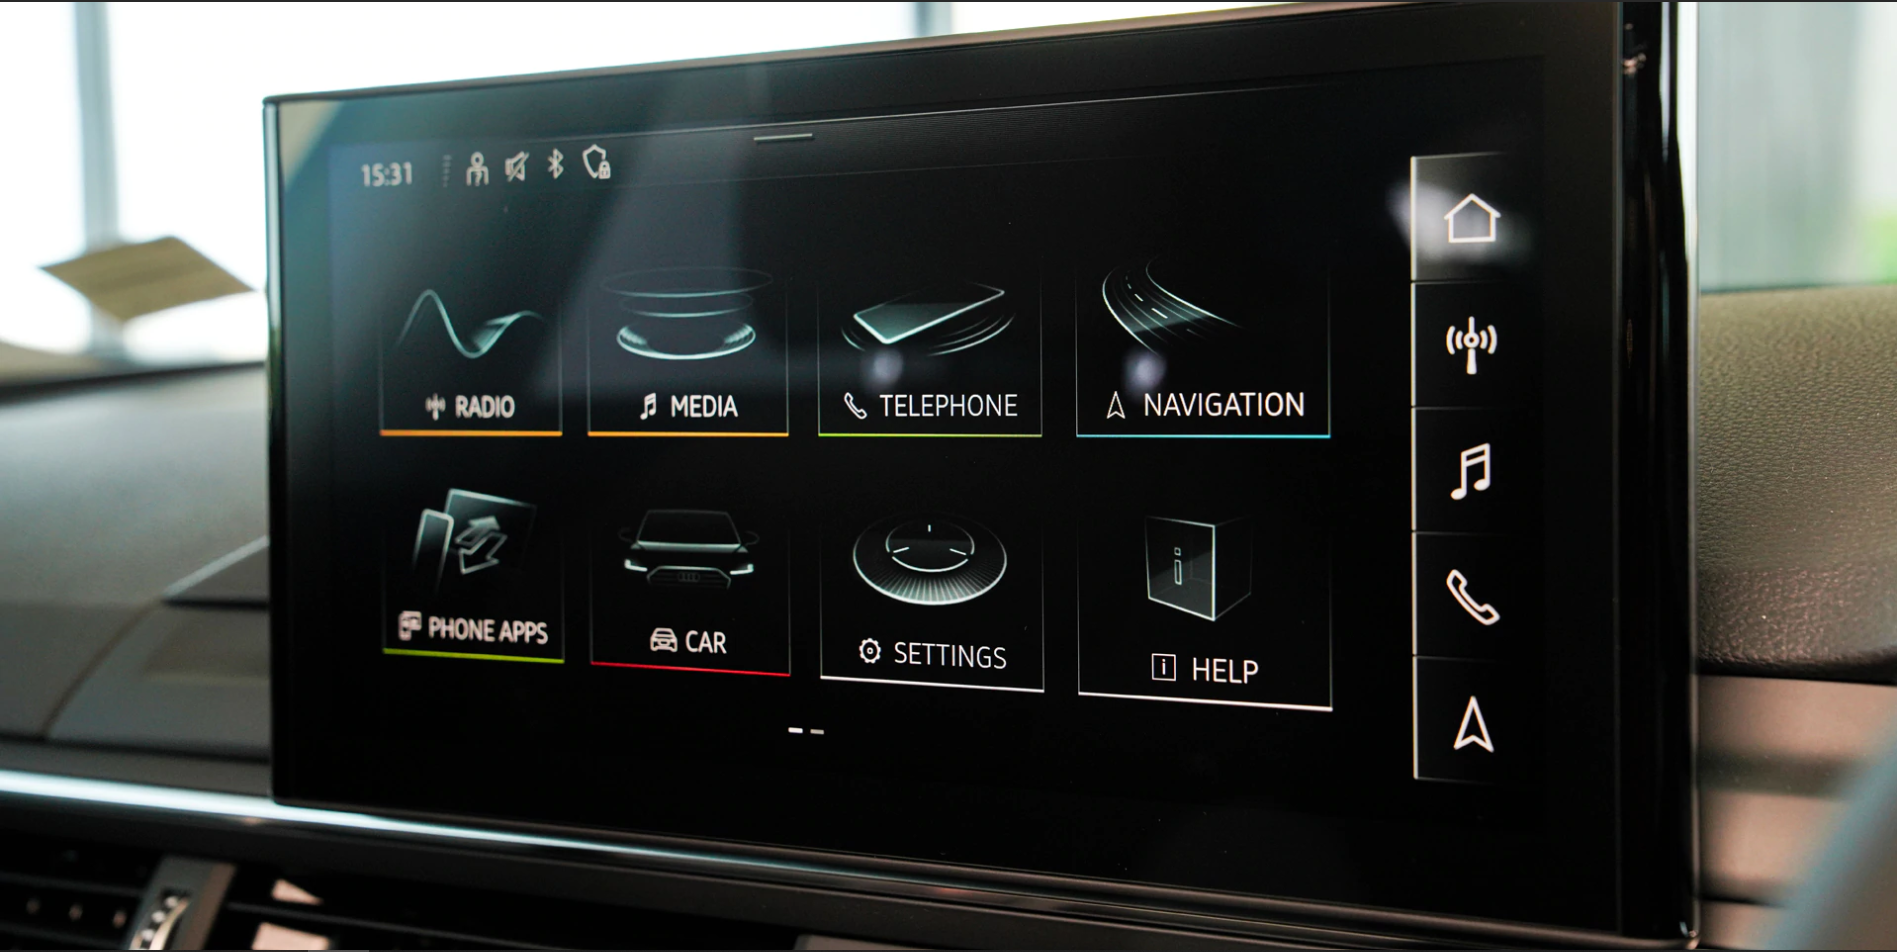 15:31
RADIO
MEDIA
TELEPHONE
NAVIGATION
PHONE APPS
CAR
SETTINGS
HELP